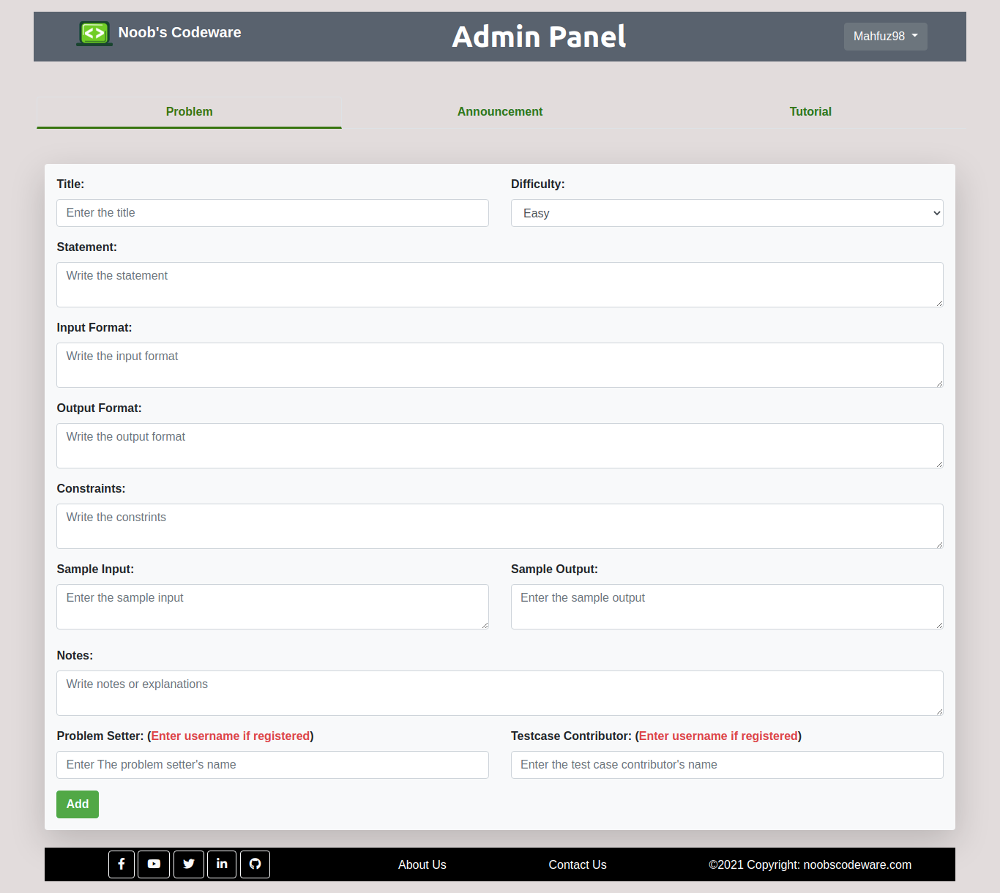 Noob's Codeware
Admin Panel
Mahfuz98
Problem
Announcement
Tutorial
Title:
Difficulty:
Enter the title
Easy
Statement:
Write the statement
Input Format:
Write the input format
Output Format:
Write the output format
Constraints:
Write the constrints
Sample Input:
Sample Output:
Enter the sample input
Enter the sample output
Notes:
Write notes or explanations
Problem Setter: (Enter username if registered)
Testcase Contributor: (Enter username if registered)
Enter The problem setter's name
Enter the test case contributor's name
Add
About Us
Contact Us
©2021 Copyright: noobscodeware.com